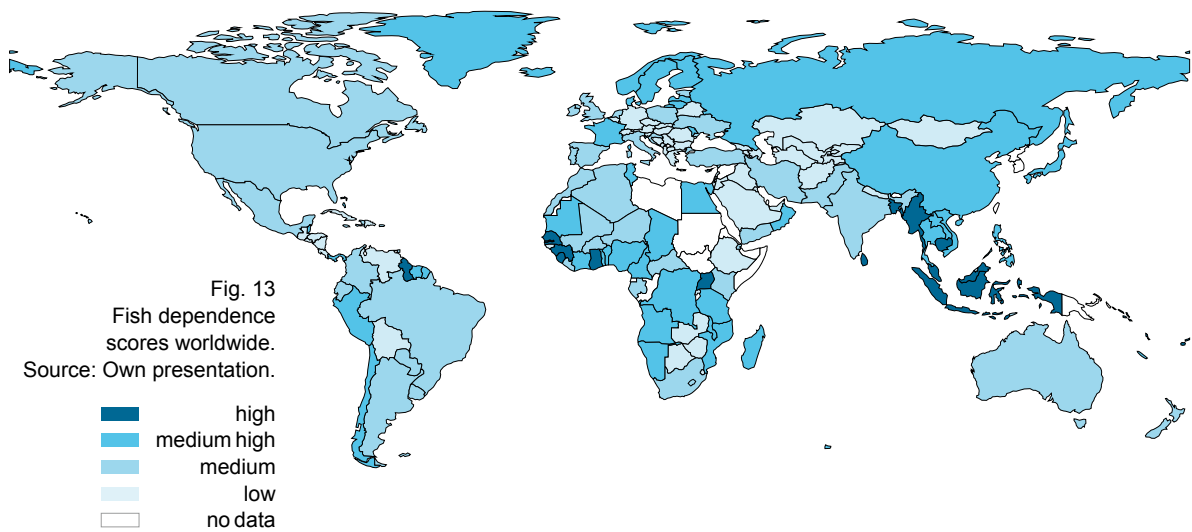 Fig. 13
Fish dependence
scores worldwide.
Source: Own presentation.
high
medium high
medium
low
no data